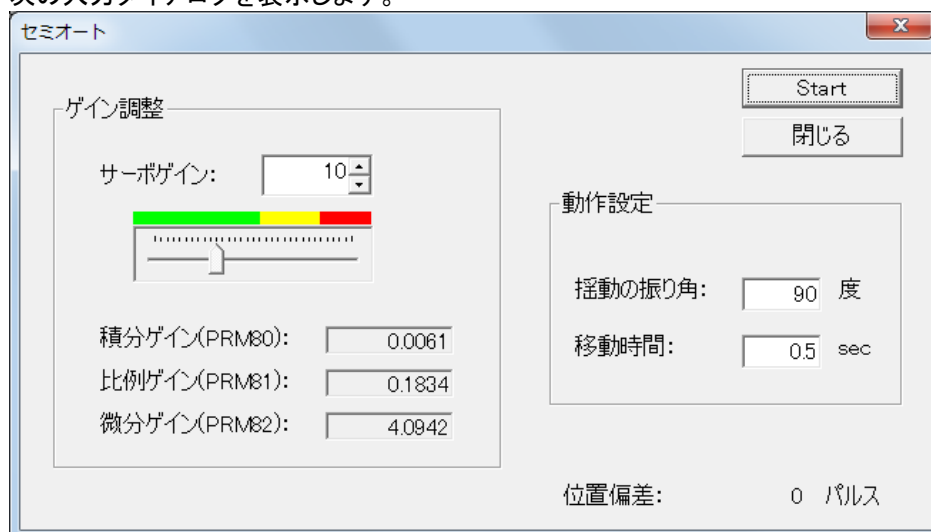 次の入力ダイアログを表示します。
セミオート
Start
閉じる
ゲイン調整
サーボゲイン: 10
積分ゲイン(PRM80): 0.0061
比例ゲイン(PRM81): 0.1834
微分ゲイン(PRM82): 4.0942
動作設定
揺動の振り角: 90 度
移動時間: 0.5 sec
位置偏差: 0 パルス